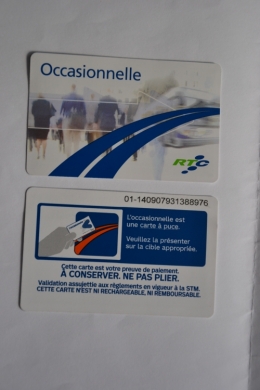 Occasionnelle
RTC
01-140907931388976
L'occasionnelle est
une carte à puce.
Veuillez la présenter
sur la cible appropriée.
Cette carte est votre preuve de paiement.
À CONSERVER. NE PAS PLIER.
Validation assujettie aux règlements en vigueur à la STM.
CETTE CARTE N'EST NI RECHARGEABLE, NI REMBOURSABLE.